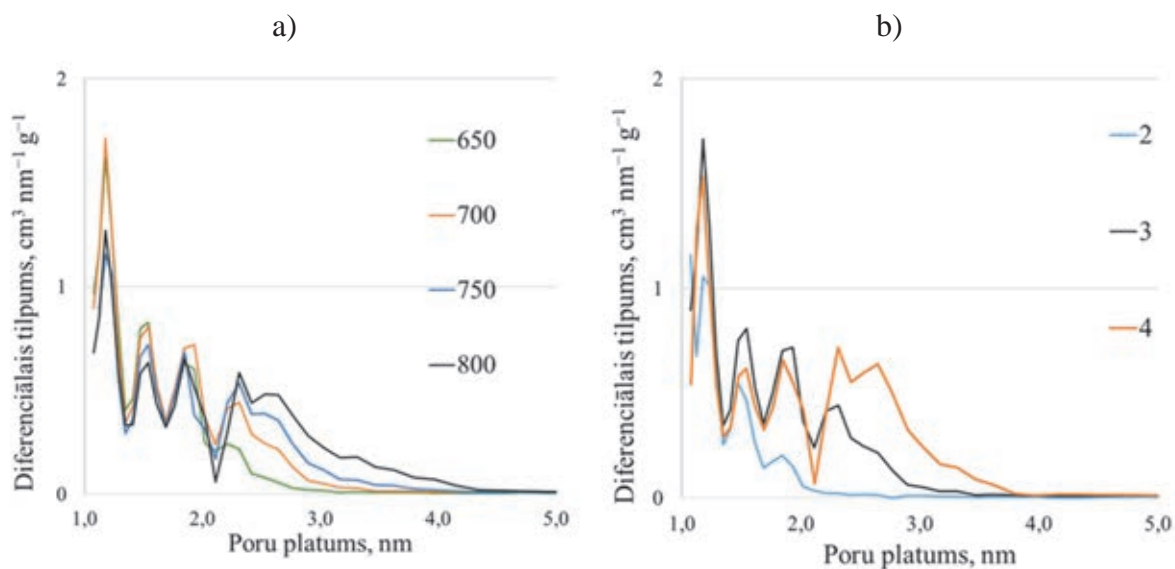 a)
Diferenciālais tilpums, cm³ nm⁻¹ g⁻¹
2
1
0
1,0 2,0 3,0 4,0 5,0
Poru platums, nm
650
700
750
800
b)
Diferenciālais tilpums, cm³ nm⁻¹ g⁻¹
2
1
0
1,0 2,0 3,0 4,0 5,0
Poru platums, nm
2
3
4